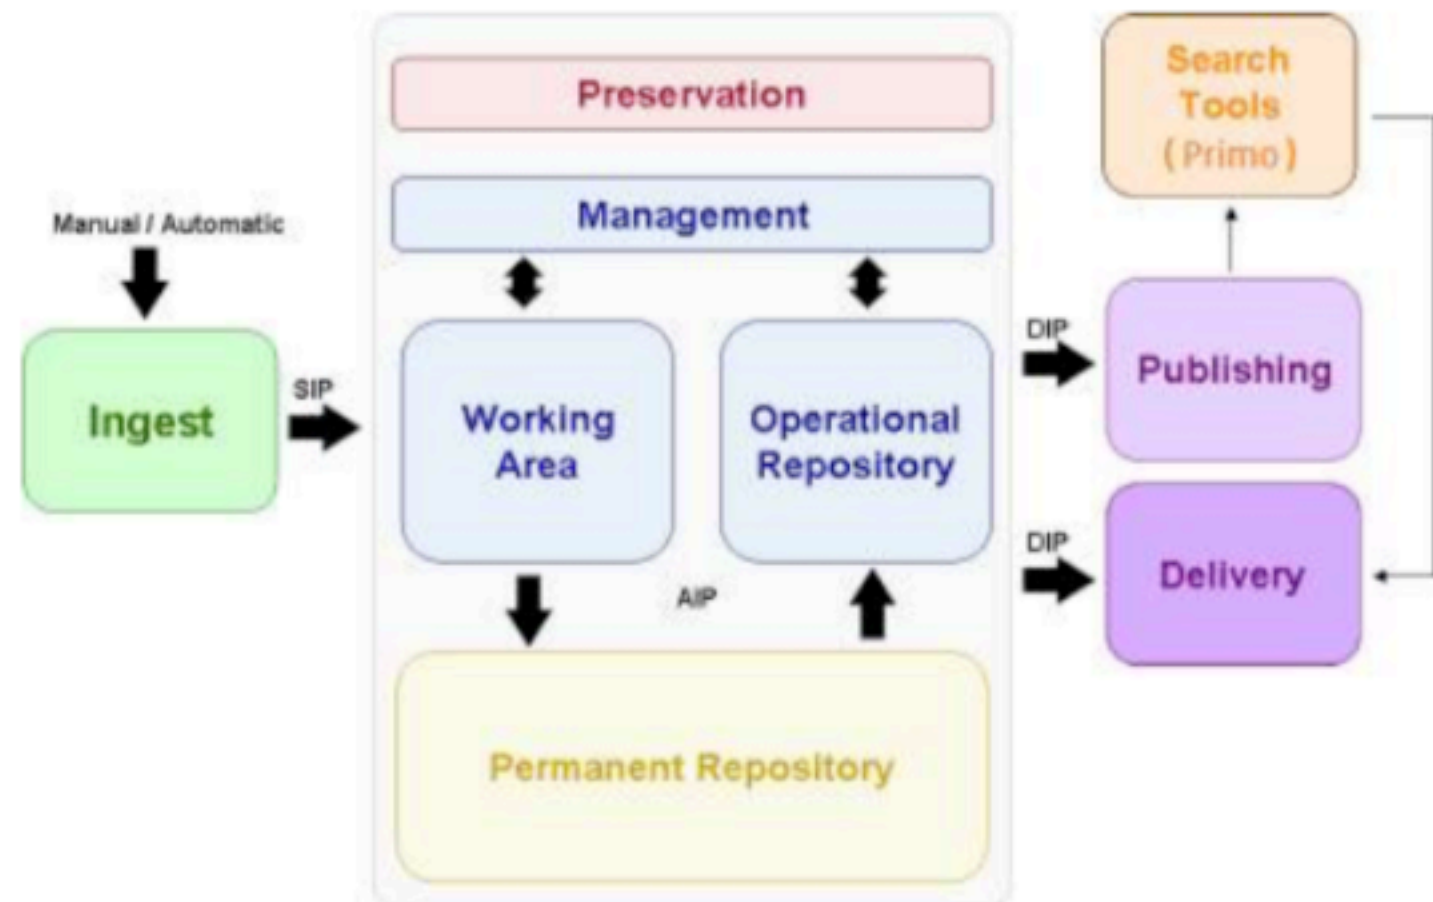 Preservation
Search
Tools
(Primo)
Management
Manual / Automatic
Ingest
SIP
Working
Area
Operational
Repository
DIP
Publishing
DIP
Delivery
AIP
Permanent Repository